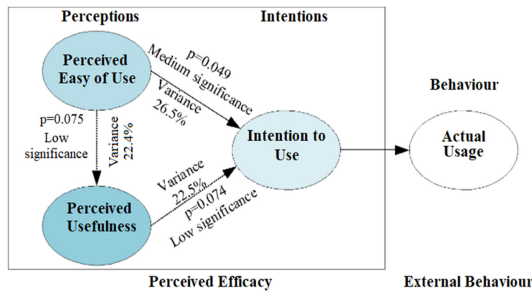 Perceptions
Intentions
Perceived
Easy of Use
p=0.049
Medium significance
Variance
26.5%
p=0.075
Low
significance
Variance
22.4%
Behaviour
Intention to
Use
Actual
Usage
Perceived
Usefulness
Variance
22.5%
p=0.074
Low significance
Perceived Efficacy
External Behaviour